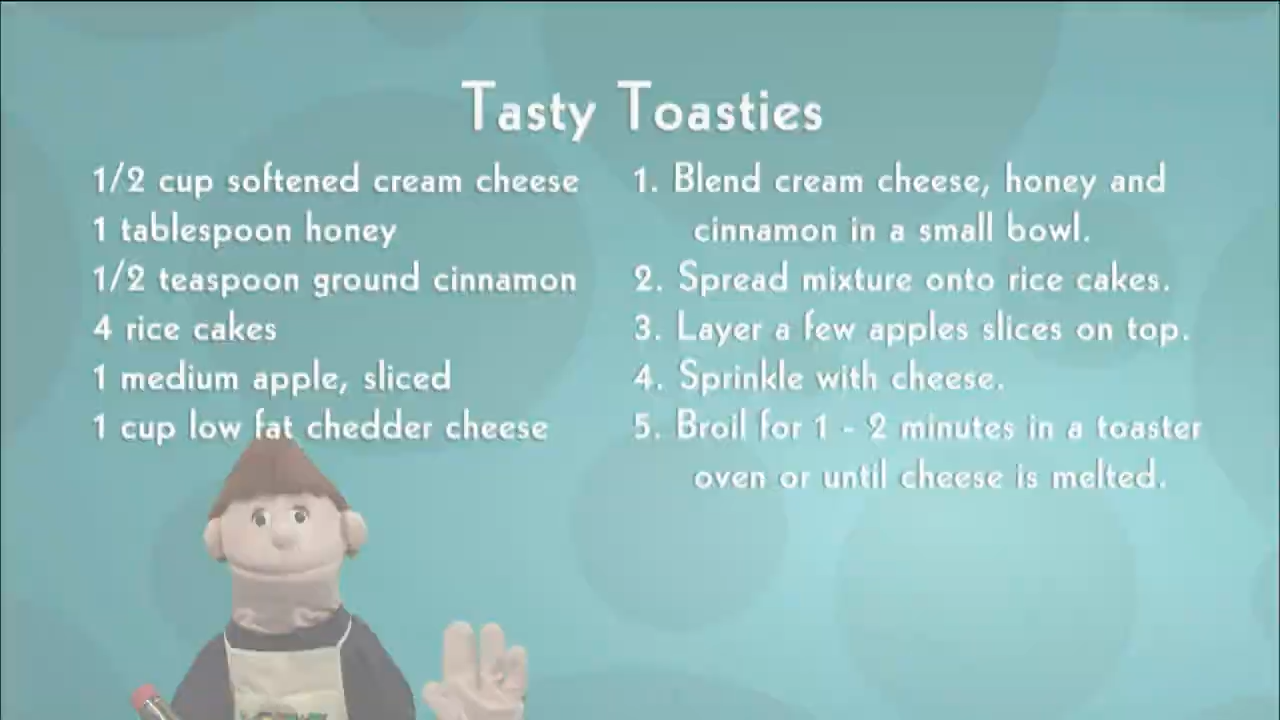 Tasty Toasties
1/2 cup softened cream cheese
1 tablespoon honey
1/2 teaspoon ground cinnamon
4 rice cakes
1 medium apple, sliced
1 cup low fat chedder cheese
1. Blend cream cheese, honey and
cinnamon in a small bowl.
2. Spread mixture onto rice cakes.
3. Layer a few apples slices on top.
4. Sprinkle with cheese.
5. Broil for 1 - 2 minutes in a toaster
oven or until cheese is melted.